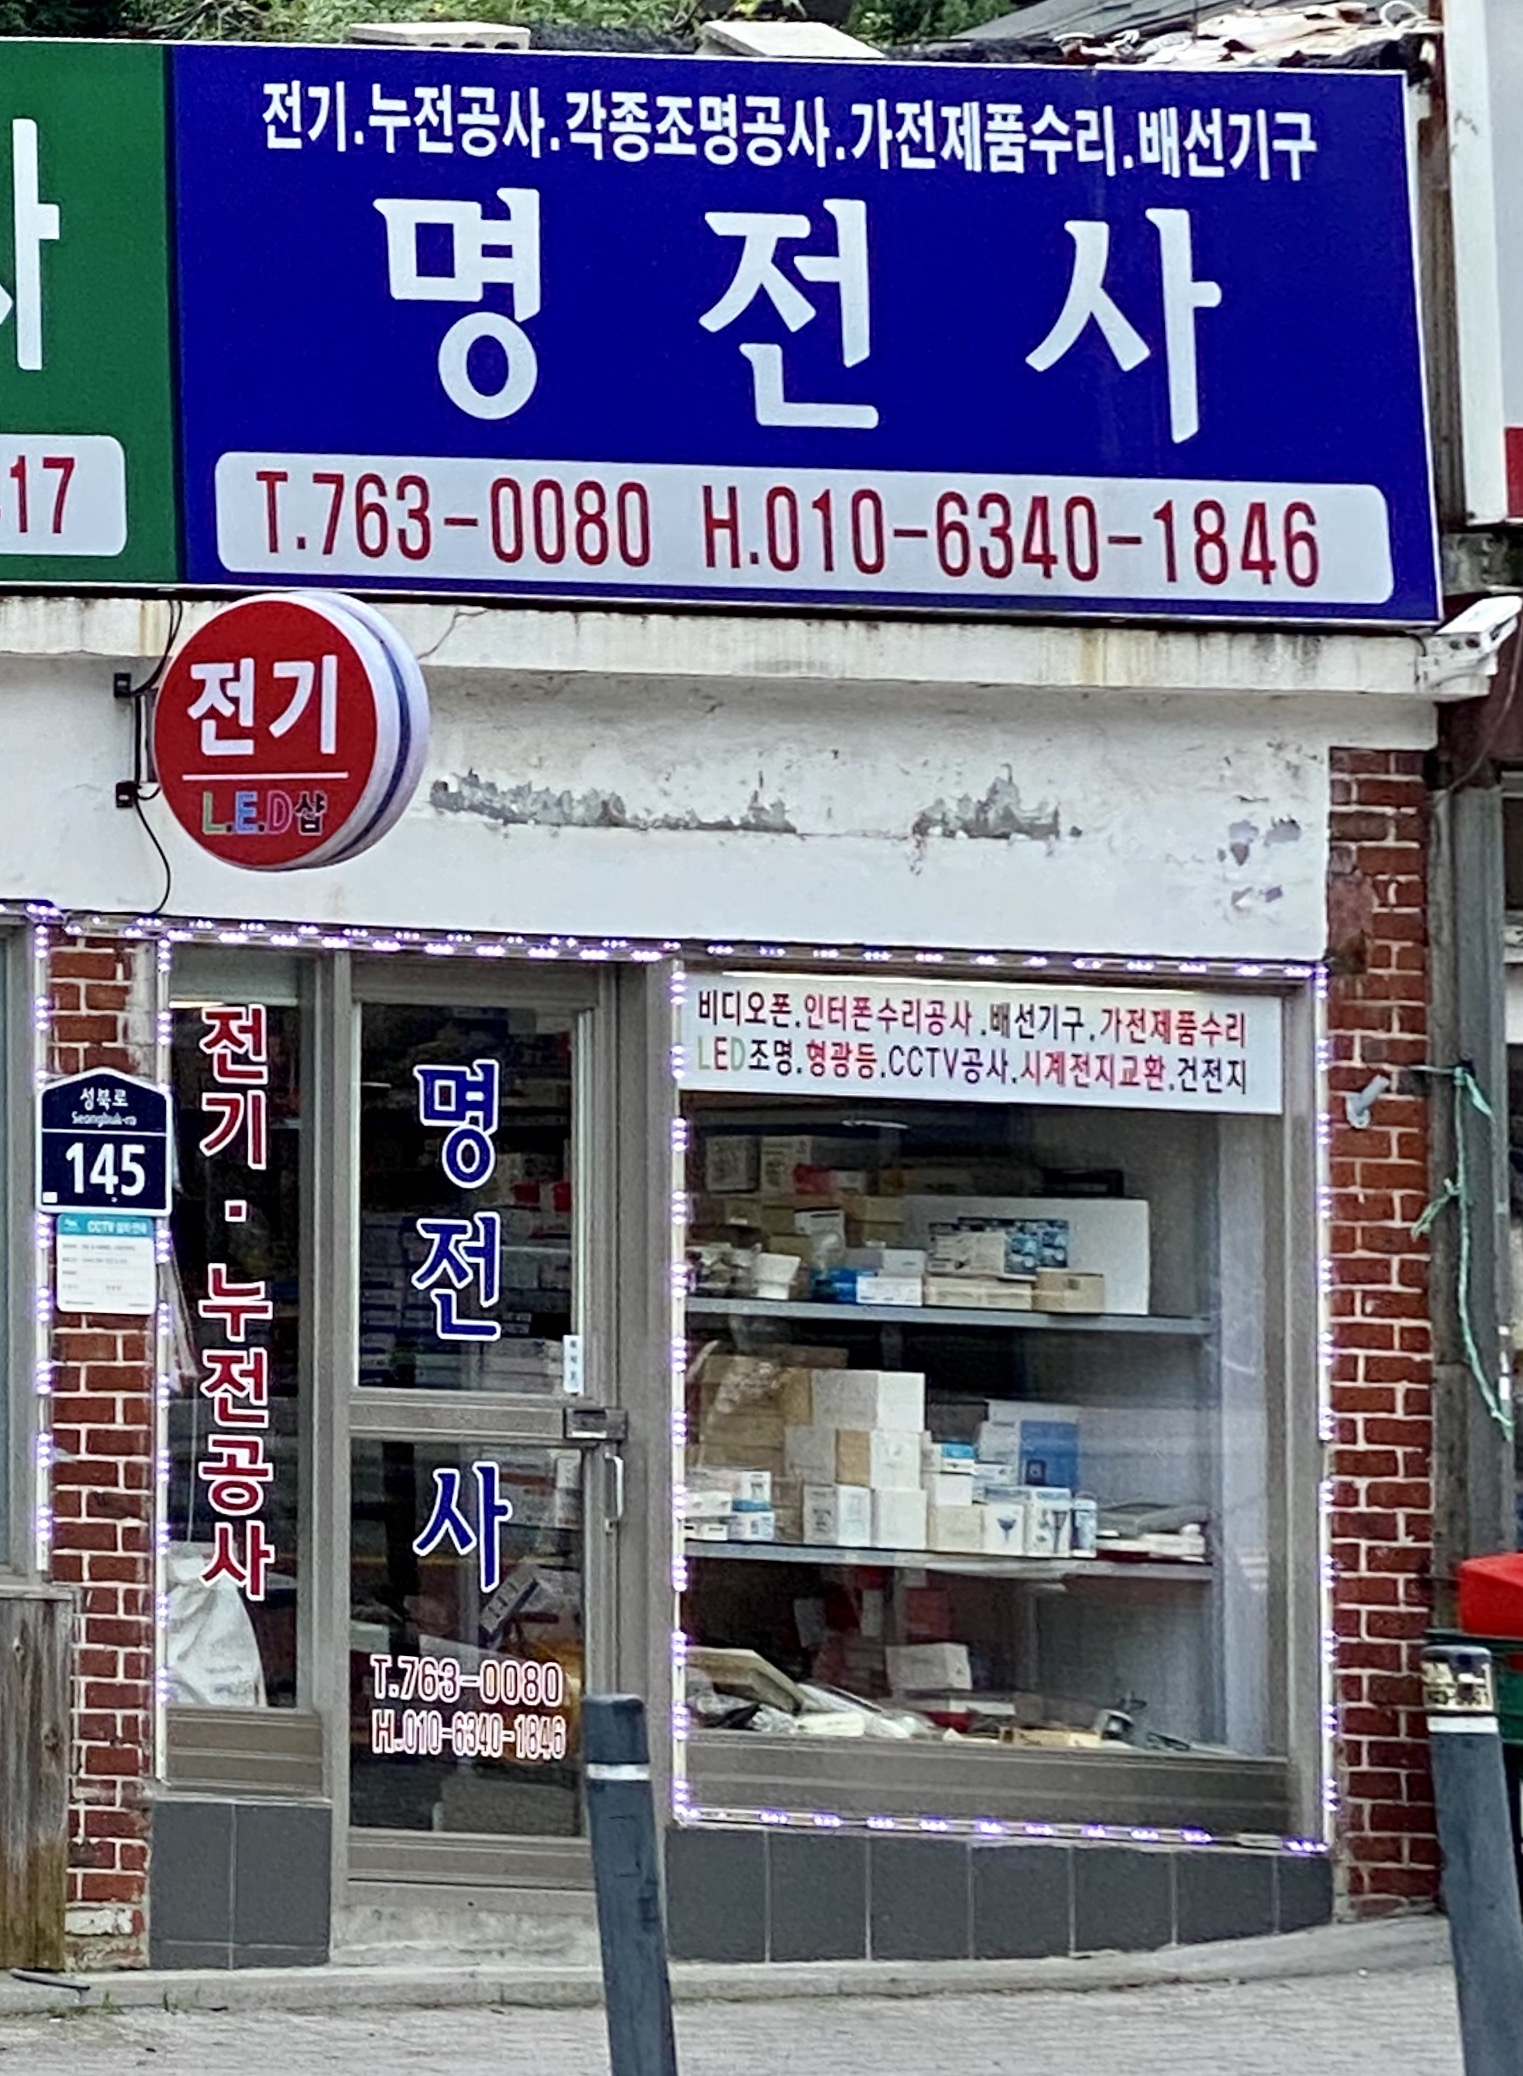 사
17
전기.누전공사.각종조명공사.가전제품수리.배선기구
명전사
T.763-0080 H.010-6340-1846
전기
L.E.D샵
비디오폰.인터폰수리공사.배선기구.가전제품수리
LED조명.형광등.CCTV공사.시계전지교환.건전지
성북로
Seongbuk-ro
145
CCTV
전기·누전공사
명전사
T.763-0080
H.010-6340-1846